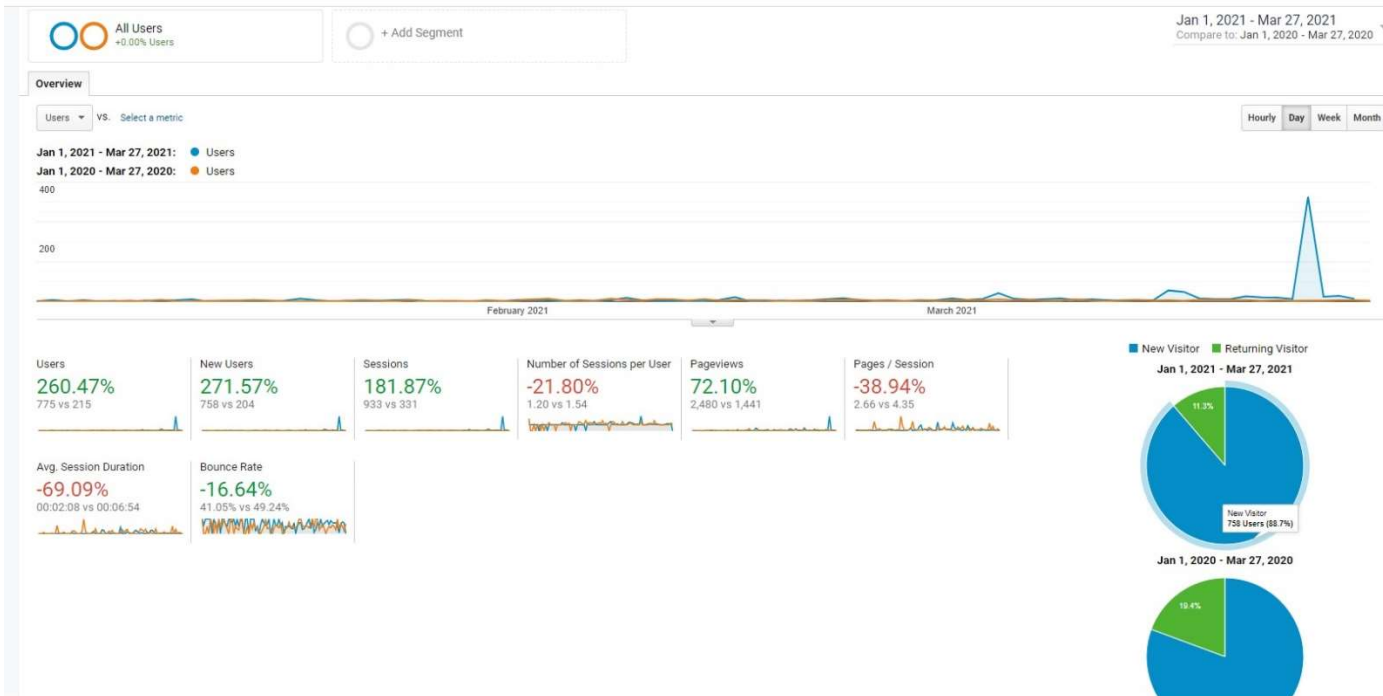 All Users
+0.00% Users
+ Add Segment
Jan 1, 2021 - Mar 27, 2021
Compare to: Jan 1, 2020 - Mar 27, 2020
Overview
Users VS. Select a metric
Hourly Day Week Month
Jan 1, 2021 - Mar 27, 2021: Users
Jan 1, 2020 - Mar 27, 2020: Users
400
200
February 2021 March 2021
Users
260.47%
775 vs 215
New Users
271.57%
758 vs 204
Sessions
181.87%
933 vs 331
Number of Sessions per User
-21.80%
1.20 vs 1.54
Pageviews
72.10%
2,480 vs 1,441
Pages / Session
-38.94%
2.66 vs 4.35
Avg. Session Duration
-69.09%
00:02:08 vs 00:06:54
Bounce Rate
-16.64%
41.05% vs 49.24%
New Visitor Returning Visitor
Jan 1, 2021 - Mar 27, 2021
11.3%
New Visitor
758 Users (88.7%)
Jan 1, 2020 - Mar 27, 2020
19.4%